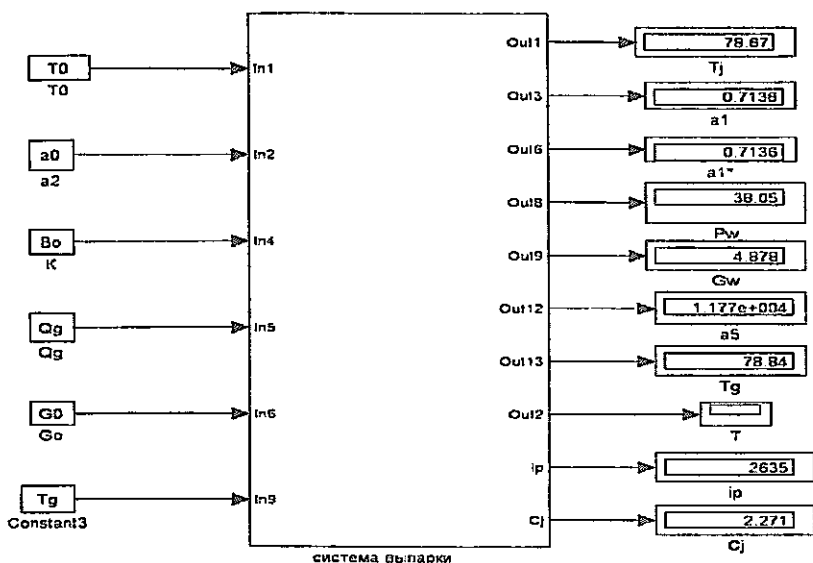 T0
T0
In1
a0
a2
In2
Bo
K
In4
Qg
Qg
In5
G0
Go
In6
Tg
Constant3
In9
Out1
78.67
Tj
Out3
0.7138
a1
Out6
0.7136
a1*
Out8
38.05
Pw
Out9
4.878
Gw
Out12
1.177e+004
a5
Out13
78.84
Tg
Out2
T
ip
2635
ip
Cj
2.271
Cj
система выпарки